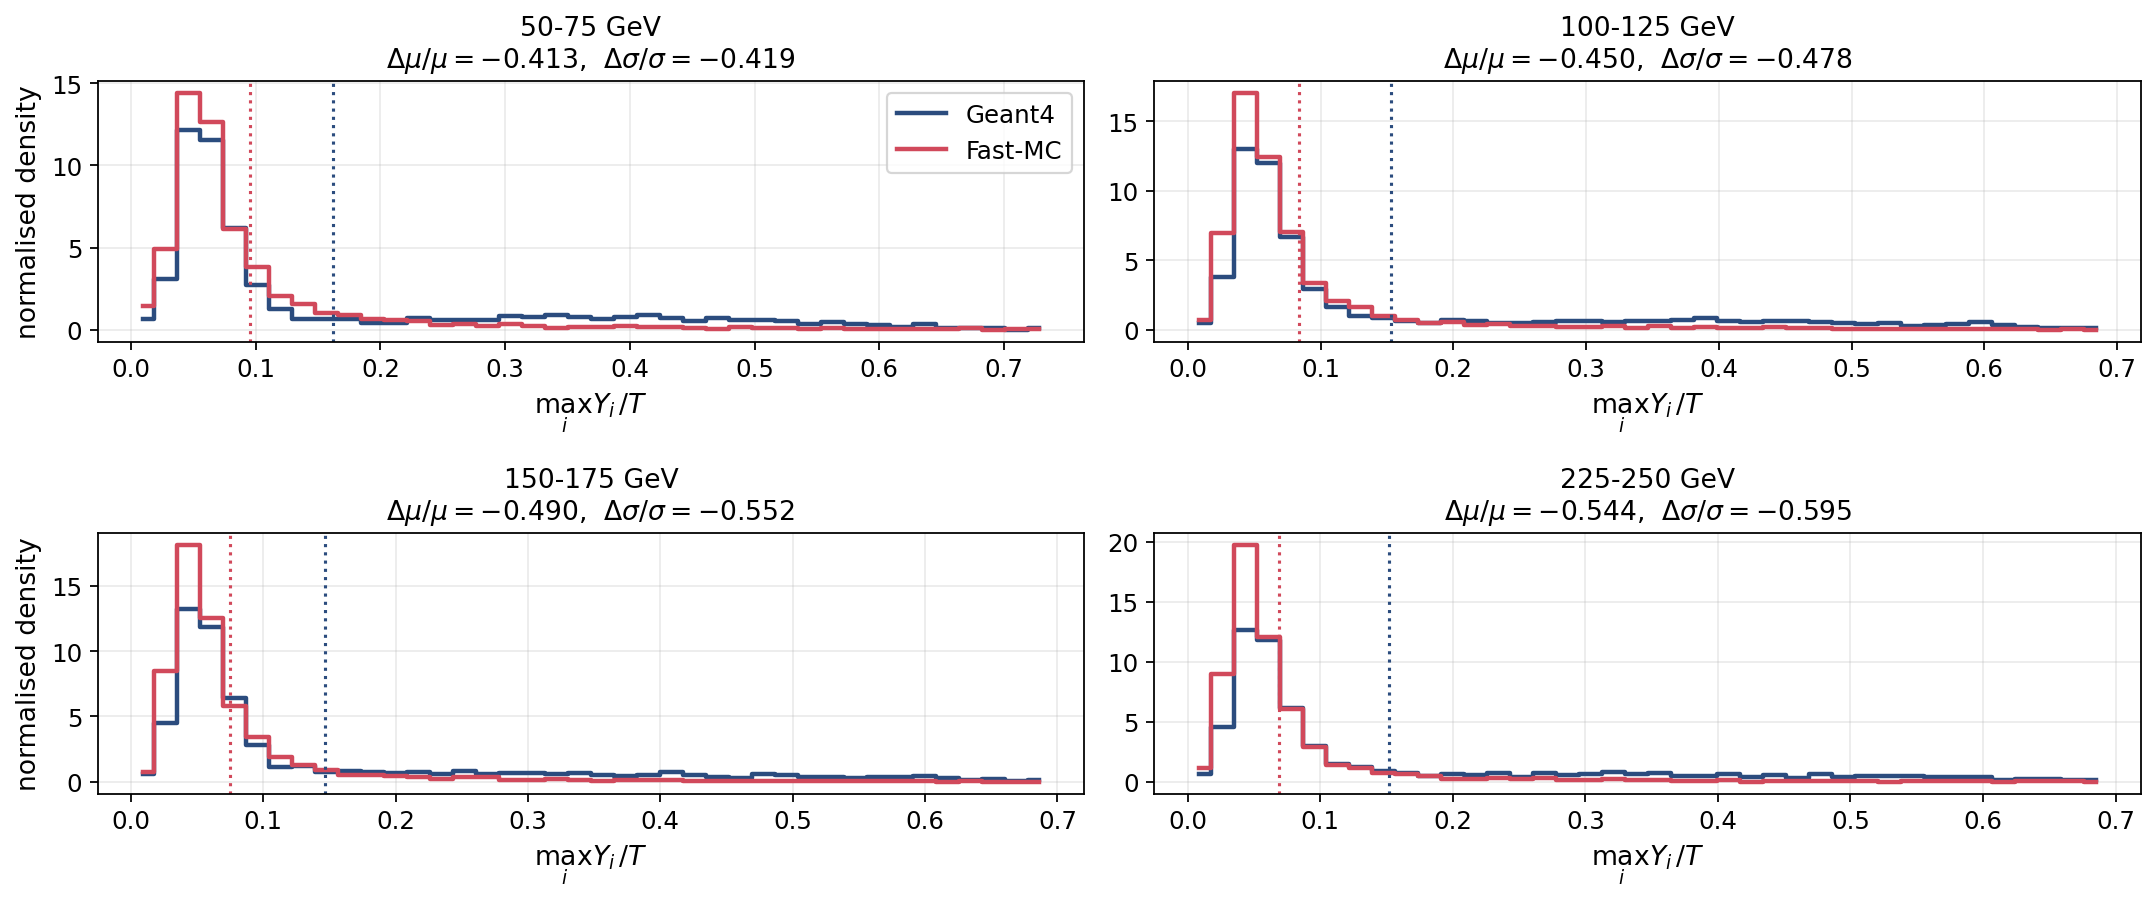 50-75 GeV
Δμ/μ = −0.413, Δσ/σ = −0.419
normalised density
15
10
5
0
Geant4
Fast-MC
0.0 0.1 0.2 0.3 0.4 0.5 0.6 0.7
max Y_i / T
i
100-125 GeV
Δμ/μ = −0.450, Δσ/σ = −0.478
15
10
5
0
0.0 0.1 0.2 0.3 0.4 0.5 0.6 0.7
max Y_i / T
i
150-175 GeV
Δμ/μ = −0.490, Δσ/σ = −0.552
normalised density
15
10
5
0
0.0 0.1 0.2 0.3 0.4 0.5 0.6 0.7
max Y_i / T
i
225-250 GeV
Δμ/μ = −0.544, Δσ/σ = −0.595
20
15
10
5
0
0.0 0.1 0.2 0.3 0.4 0.5 0.6 0.7
max Y_i / T
i